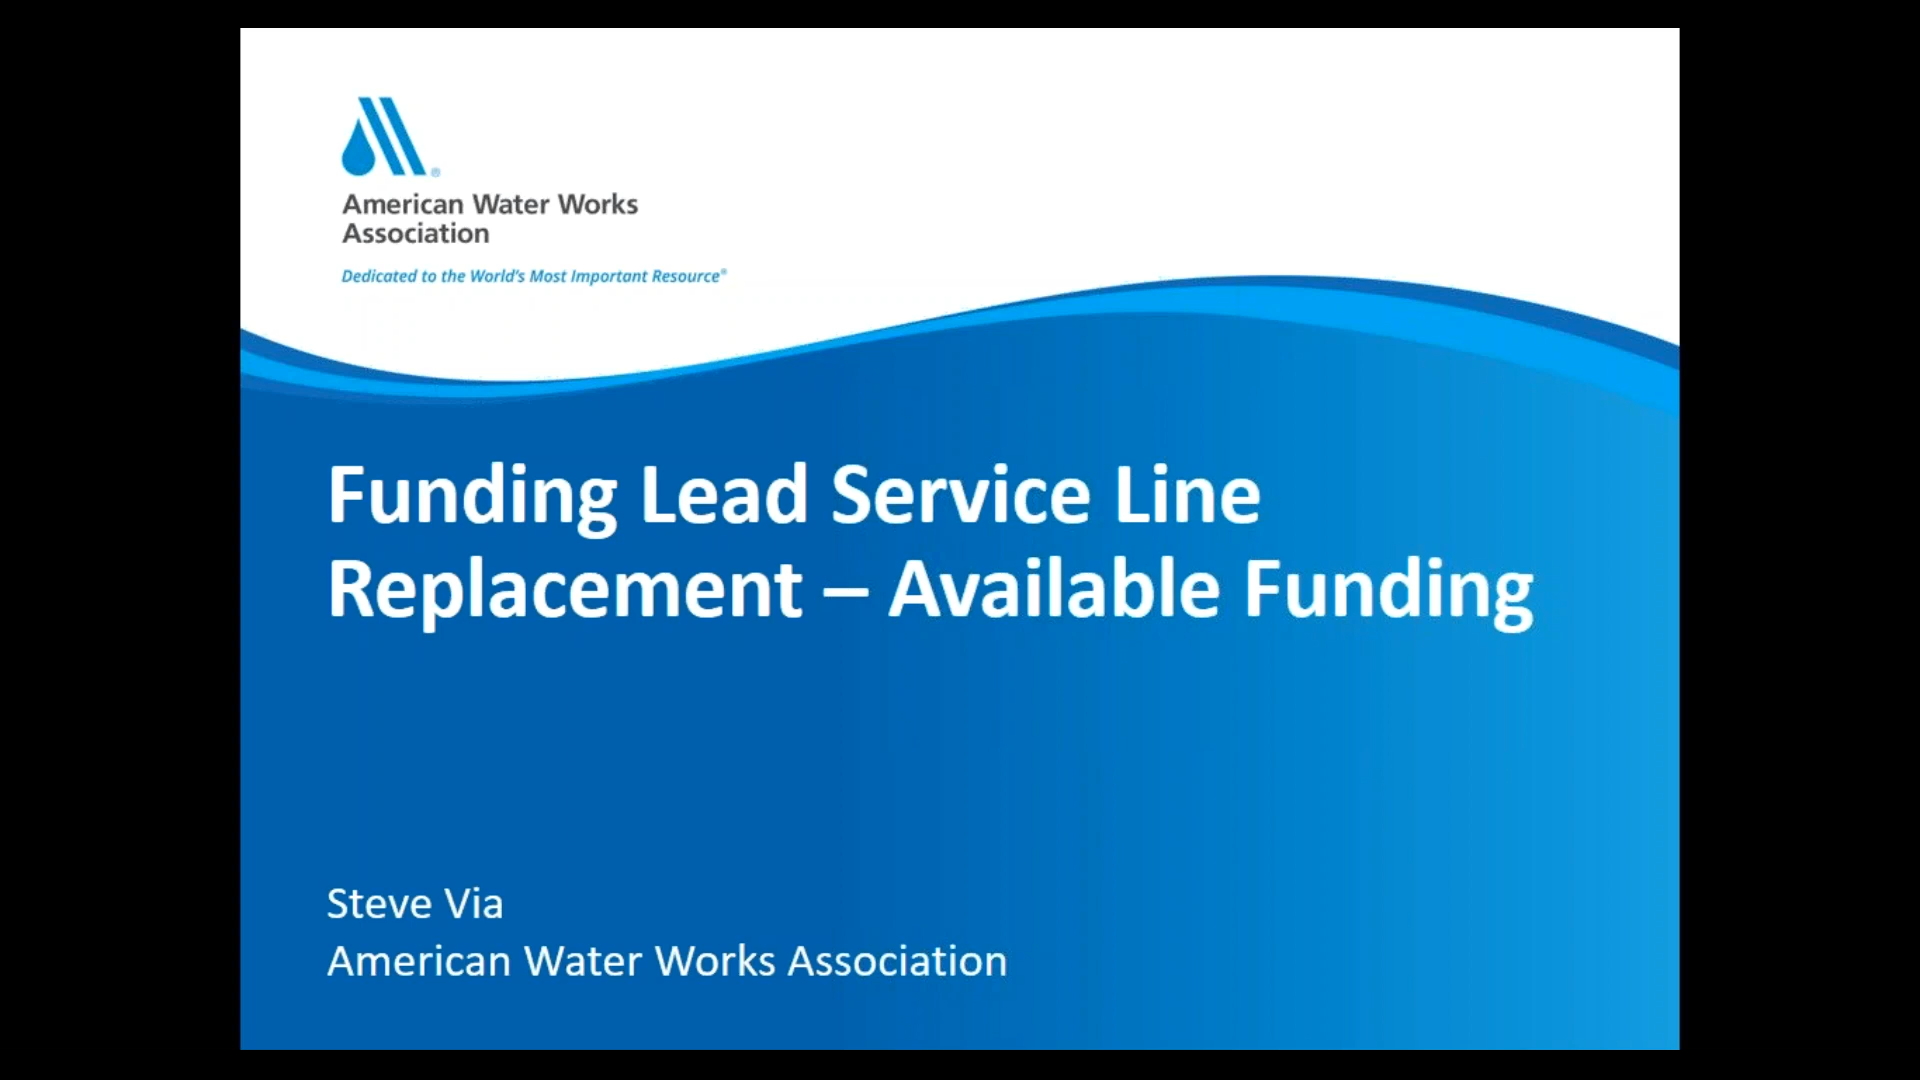 American Water Works
Association
Dedicated to the World's Most Important Resource®
Funding Lead Service Line
Replacement – Available Funding
Steve Via
American Water Works Association